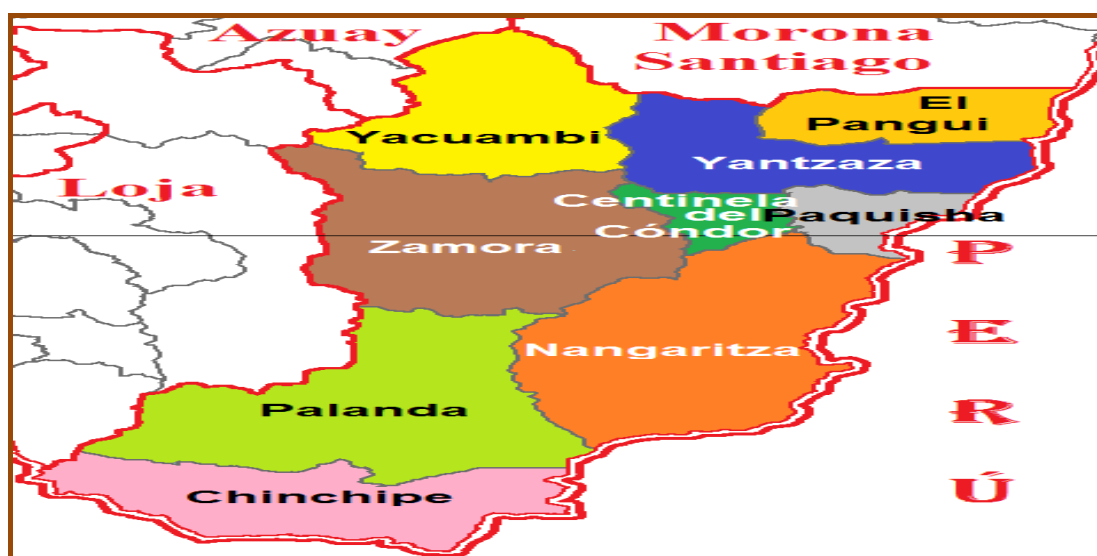 Azuay
Morona
Santiago
El
Pangui
Yacuambi
Yantzaza
Loja
Centinela
del
Cóndor
Paquisha
Zamora
P
E
R
Ú
Nangaritza
Palanda
Chinchipe